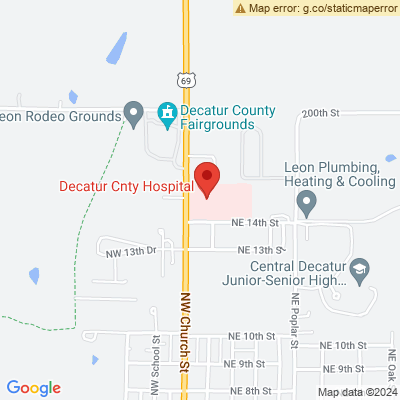 Map error: g.co/staticmaperror
69
200th St
Leon Rodeo Grounds
Decatur County
Fairgrounds
Decatur Cnty Hospital
Leon Plumbing,
Heating & Cooling
NE 14th St
NW 13th Dr
NE 13th St
Central Decatur
Junior-Senior High...
NW Church St
NE Poplar St
NW School St
NE 10th St
NE 10th St
NE 9th St
NE 9th St
NE 8th St
NE Oak
Google
Map data ©2024